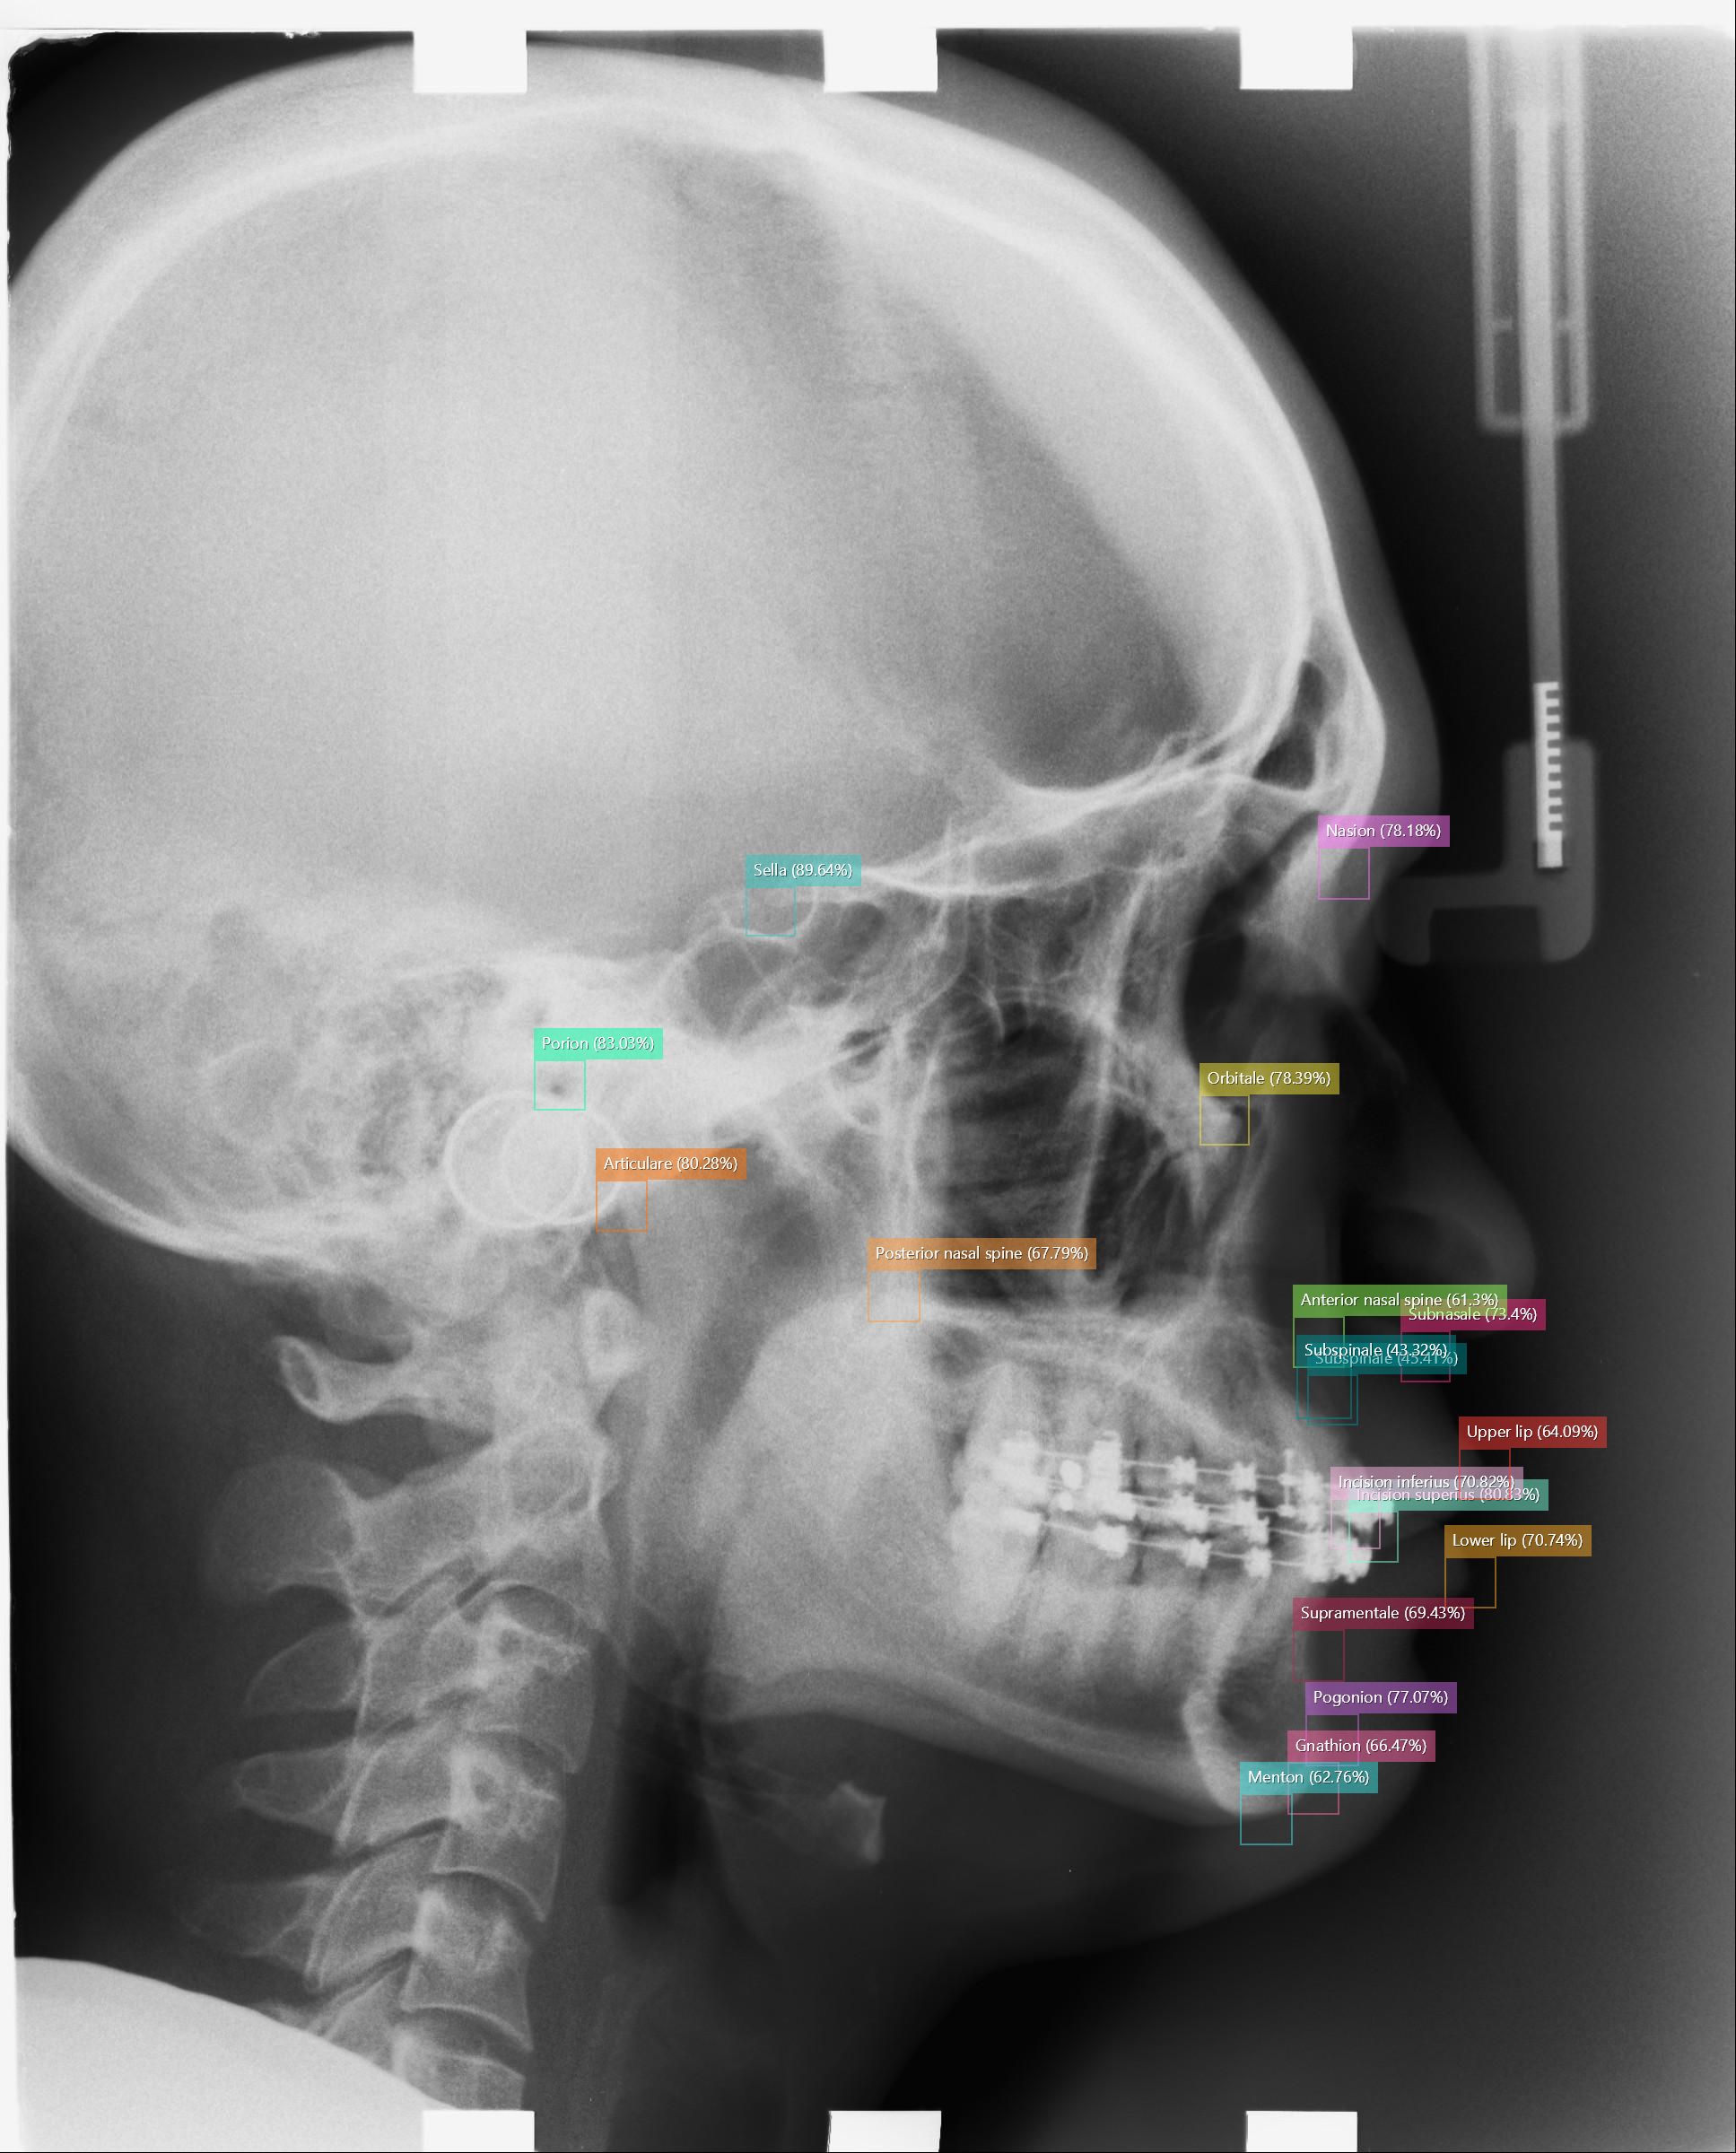 Nasion (78.18%)
Sella (89.64%)
Porion (83.03%)
Orbitale (78.39%)
Articulare (80.28%)
Posterior nasal spine (67.79%)
Anterior nasal spine (61.3%)
Subnasale (73.4%)
Subspinale (43.32%)
Subspinale (45.41%)
Upper lip (64.09%)
Incision inferius (70.82%)
Incision superius (80.83%)
Lower lip (70.74%)
Supramentale (69.43%)
Pogonion (77.07%)
Gnathion (66.47%)
Menton (62.76%)